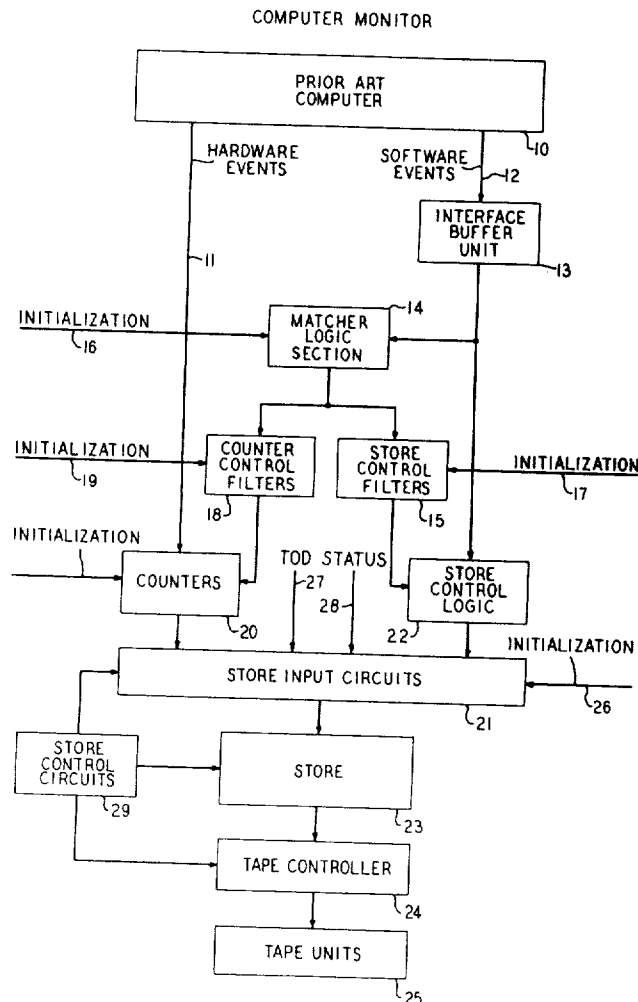 COMPUTER MONITOR
PRIOR ART
COMPUTER
10
HARDWARE
EVENTS
SOFTWARE
EVENTS
12
INTERFACE
BUFFER
UNIT
13
11
14
INITIALIZATION
16
MATCHER
LOGIC
SECTION
INITIALIZATION
19
COUNTER
CONTROL
FILTERS
18
STORE
CONTROL
FILTERS
15
INITIALIZATION
17
INITIALIZATION
COUNTERS
20
TOD STATUS
27
28
STORE
CONTROL
LOGIC
22
INITIALIZATION
26
STORE INPUT CIRCUITS
21
STORE
CONTROL
CIRCUITS
29
STORE
23
TAPE CONTROLLER
24
TAPE UNITS
25